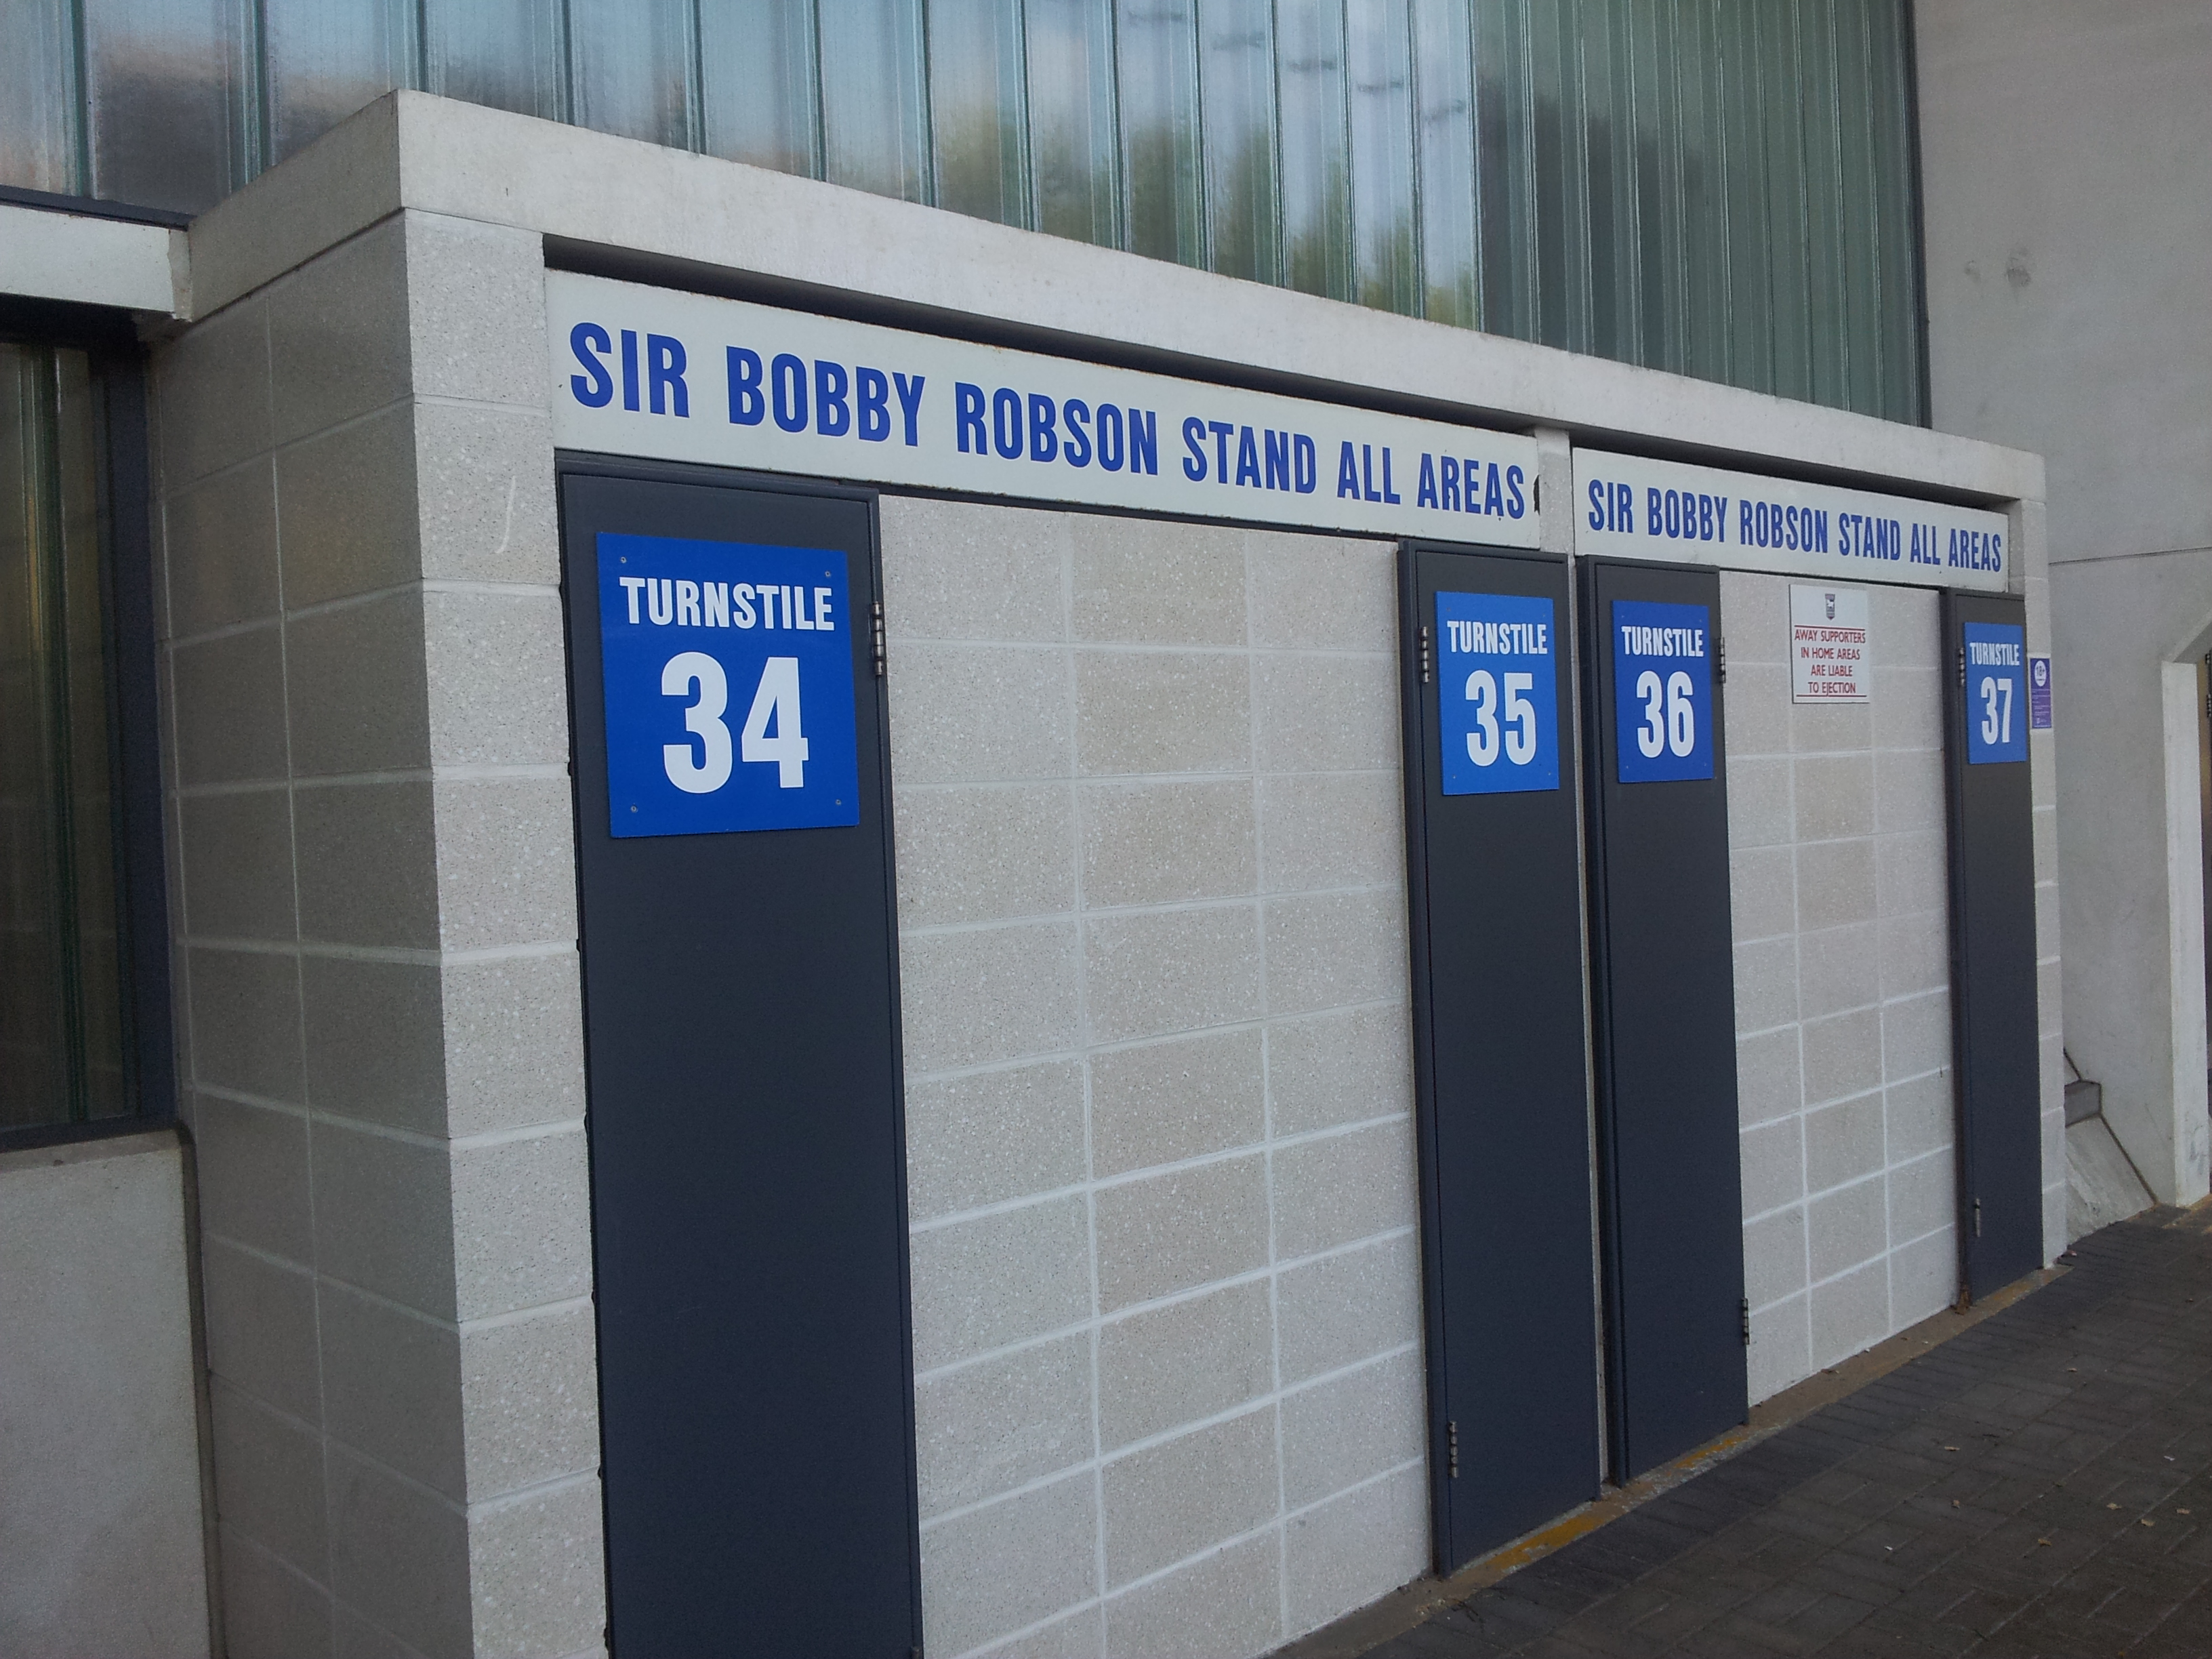 SIR BOBBY ROBSON STAND ALL AREAS
SIR BOBBY ROBSON STAND ALL AREAS
TURNSTILE
34
TURNSTILE
35
TURNSTILE
36
AWAY SUPPORTERS
IN HOME AREAS
ARE LIABLE
TO EJECTION
TURNSTILE
37
18+